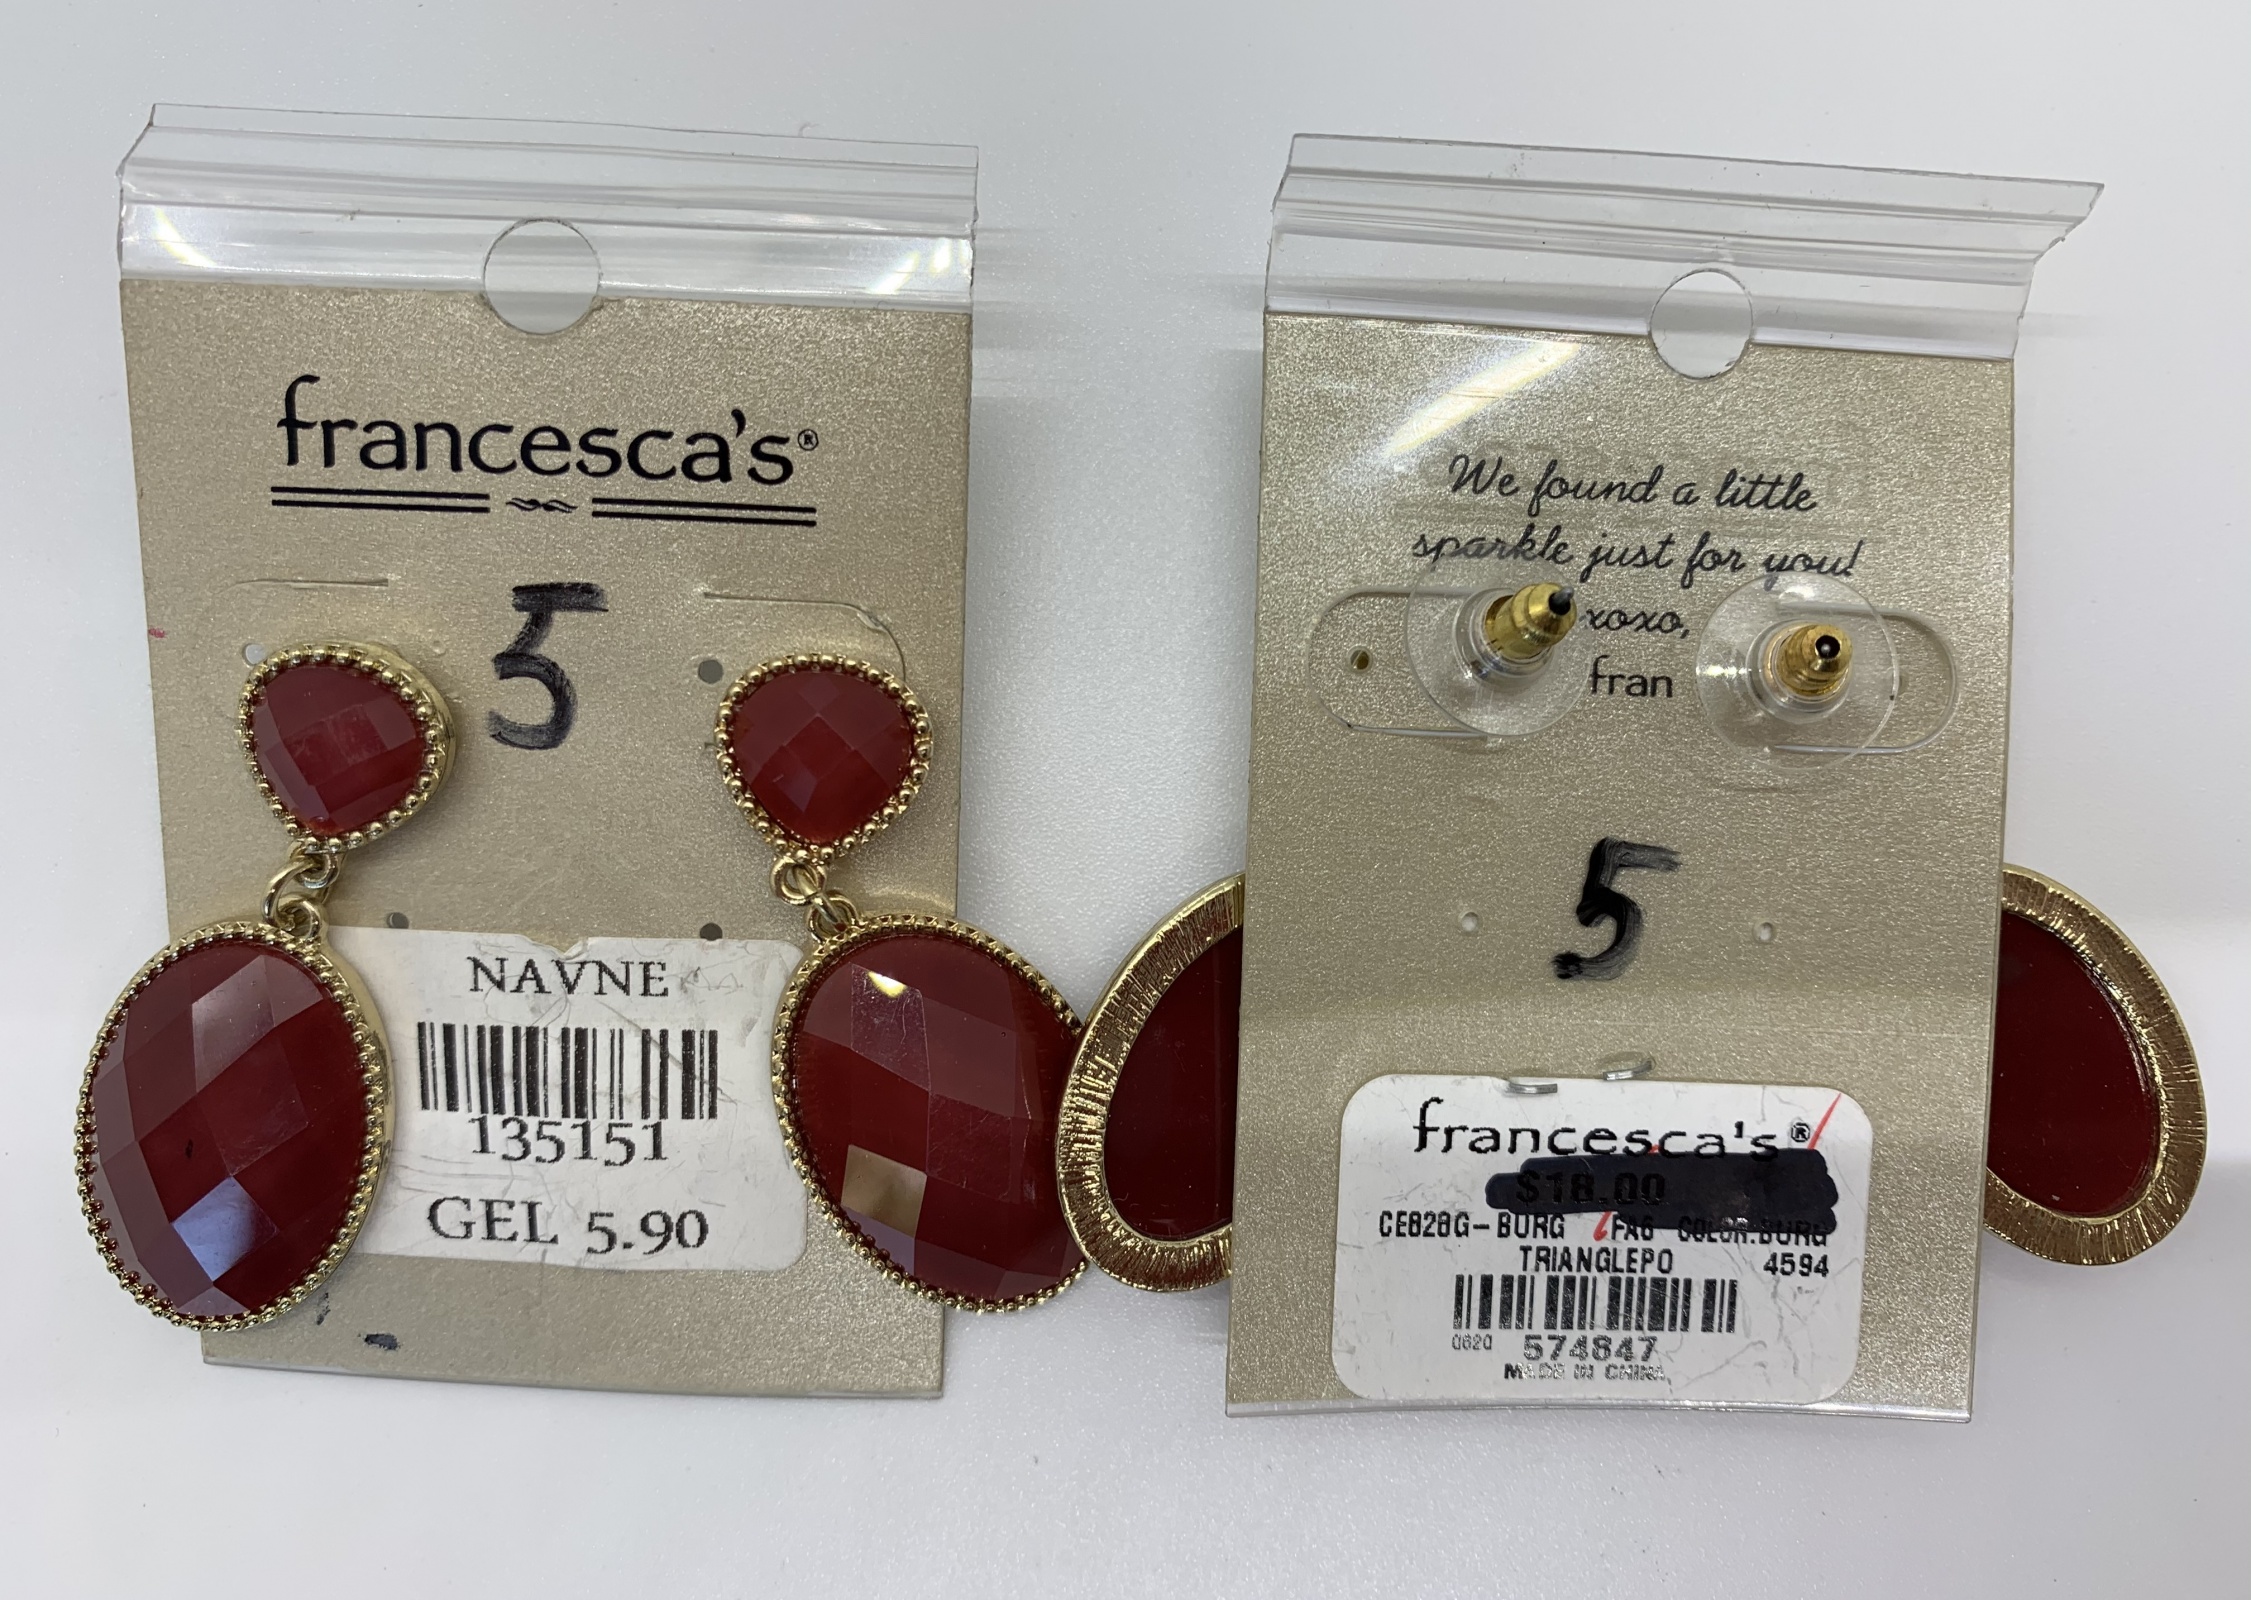 francesca's®
5
NAVNE
135151
GEL 5.90
We found a little
sparkle just for you!
xoxo,
fran
5
francesca's®
$18.00
CE828G-BURG FA6 COLOR:BURG
TRIANGLEPO 4594
0620 574847
MADE IN CHINA